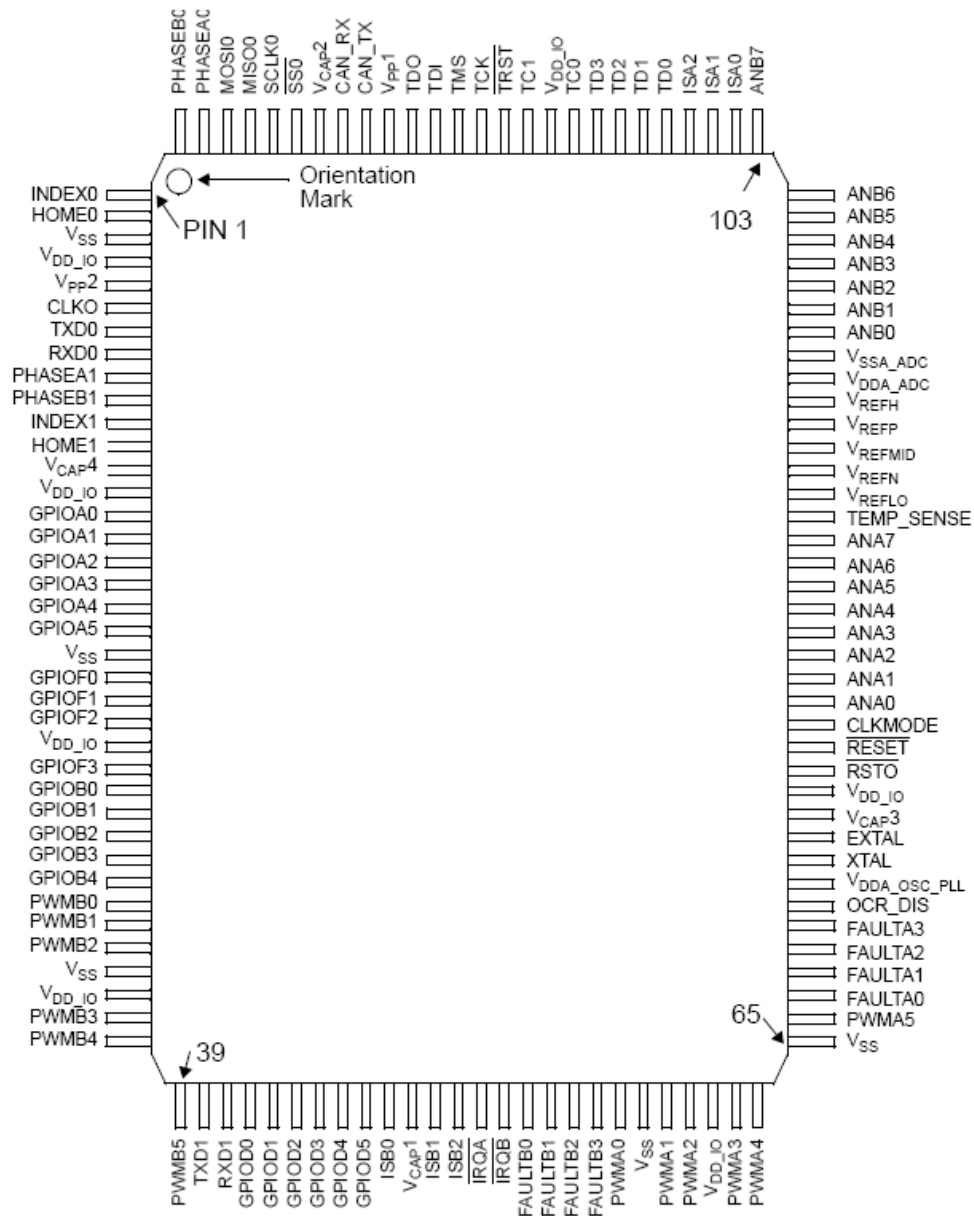 PHASEB0
PHASEA0
MOSI0
MISO0
SCLK0
SS0
VCAP2
CAN_RX
CAN_TX
VPP1
TDO
TDI
TMS
TCK
TRST
TC1
VDD_IO
TC0
TD3
TD2
TD1
TD0
ISA2
ISA1
ISA0
ANB7
Orientation
Mark
PIN 1
103
INDEX0
HOME0
VSS
VDD_IO
VPP2
CLKO
TXD0
RXD0
PHASEA1
PHASEB1
INDEX1
HOME1
VCAP4
VDD_IO
GPIOA0
GPIOA1
GPIOA2
GPIOA3
GPIOA4
GPIOA5
VSS
GPIOF0
GPIOF1
GPIOF2
VDD_IO
GPIOF3
GPIOB0
GPIOB1
GPIOB2
GPIOB3
GPIOB4
PWMB0
PWMB1
PWMB2
VSS
VDD_IO
PWMB3
PWMB4
ANB6
ANB5
ANB4
ANB3
ANB2
ANB1
ANB0
VSSA_ADC
VDDA_ADC
VREFH
VREFP
VREFMID
VREFN
VREFLO
TEMP_SENSE
ANA7
ANA6
ANA5
ANA4
ANA3
ANA2
ANA1
ANA0
CLKMODE
RESET
RSTO
VDD_IO
VCAP3
EXTAL
XTAL
VDDA_OSC_PLL
OCR_DIS
FAULTA3
FAULTA2
FAULTA1
FAULTA0
PWMA5
VSS
65
39
PWMB5
TXD1
RXD1
GPIOD0
GPIOD1
GPIOD2
GPIOD3
GPIOD4
GPIOD5
ISB0
VCAP1
ISB1
ISB2
IRQA
IRQB
FAULTB0
FAULTB1
FAULTB2
FAULTB3
PWMA0
VSS
PWMA1
PWMA2
VDD_IO
PWMA3
PWMA4